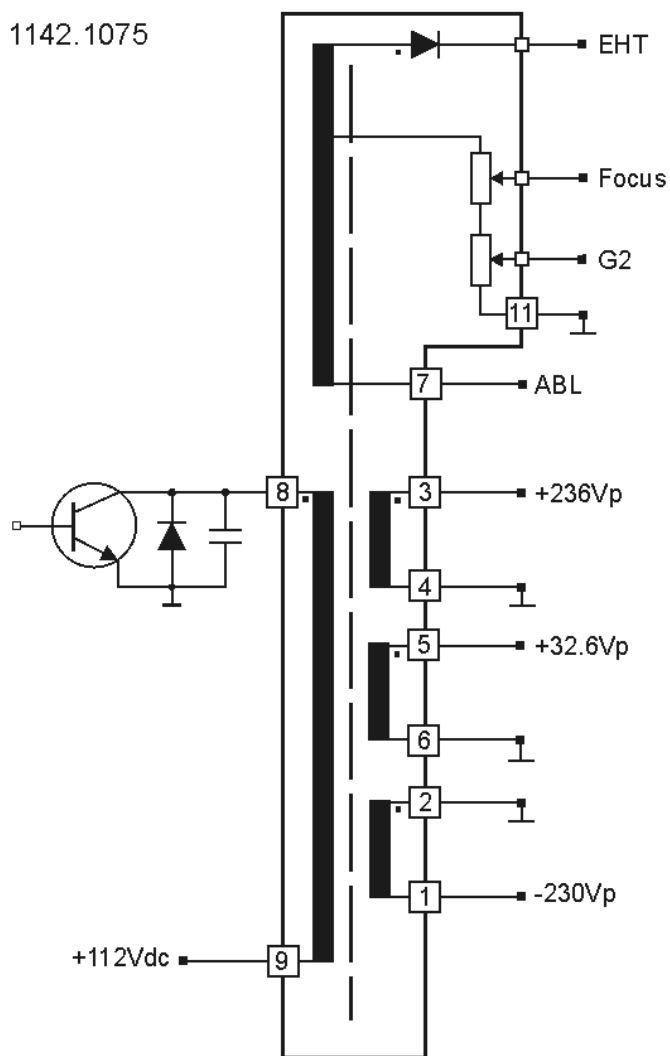 1142.1075
EHT
Focus
G2
11
7
ABL
8
3
+236Vp
4
5
+32.6Vp
6
2
1
-230Vp
+112Vdc
9